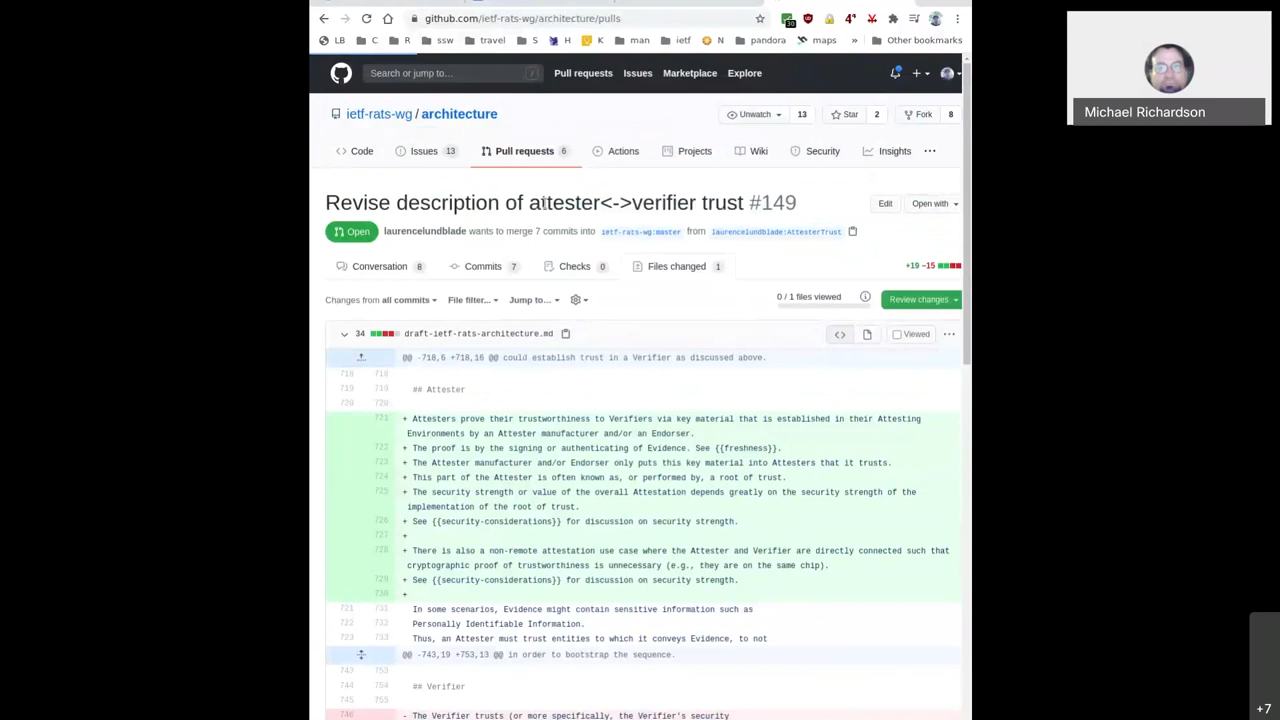 github.com/ietf-rats-wg/architecture/pulls
30
4ᴿ
LB C R ssw travel S H K man ietf N pandora maps » Other bookmarks
Search or jump to… / Pull requests Issues Marketplace Explore
ietf-rats-wg / architecture Unwatch 13 Star 2 Fork 8
Code Issues 13 Pull requests 6 Actions Projects Wiki Security Insights ···
Revise description of attester<->verifier trust #149 Edit Open with
Open laurencelundblade wants to merge 7 commits into ietf-rats-wg:master from laurencelundblade:AttesterTrust
Conversation 8 Commits 7 Checks 0 Files changed 1 +19 −15
Changes from all commits File filter… Jump to… 0 / 1 files viewed Review changes
34 draft-ietf-rats-architecture.md <> Viewed ···
@@ -718,6 +718,16 @@ could establish trust in a Verifier as discussed above.
718 718
719 719 ## Attester
720 720
721 + Attesters prove their trustworthiness to Verifiers via key material that is established in their Attesting
Environments by an Attester manufacturer and/or an Endorser.
722 + The proof is by the signing or authenticating of Evidence. See {{freshness}}.
723 + The Attester manufacturer and/or Endorser only puts this key material into Attesters that it trusts.
724 + This part of the Attester is often known as, or performed by, a root of trust.
725 + The security strength or value of the overall Attestation depends greatly on the security strength of the
implementation of the root of trust.
726 + See {{security-considerations}} for discussion on security strength.
727 +
728 + There is also a non-remote attestation use case where the Attester and Verifier are directly connected such that
cryptographic proof of trustworthiness is unnecessary (e.g., they are on the same chip).
729 + See {{security-considerations}} for discussion on security strength.
730 +
721 731 In some scenarios, Evidence might contain sensitive information such as
722 732 Personally Identifiable Information.
723 733 Thus, an Attester must trust entities to which it conveys Evidence, to not
@@ -743,19 +753,13 @@ in order to bootstrap the sequence.
743 753
744 754 ## Verifier
745 755
746 - The Verifier trusts (or more specifically, the Verifier's security
Michael Richardson
+7